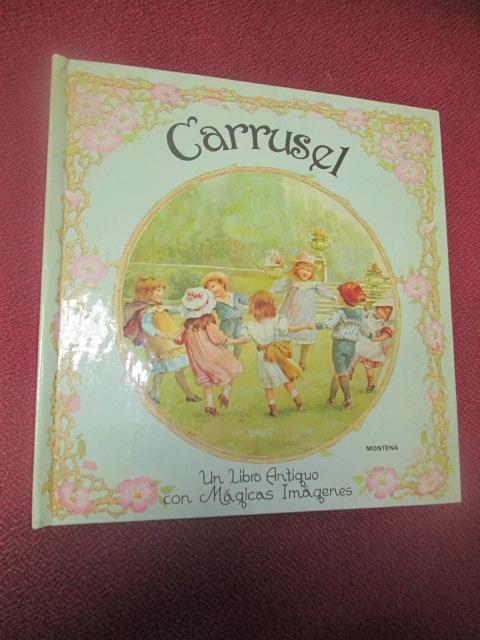 Carrusel
MONTENA
Un Libro Antiguo
con Mágicas Imágenes